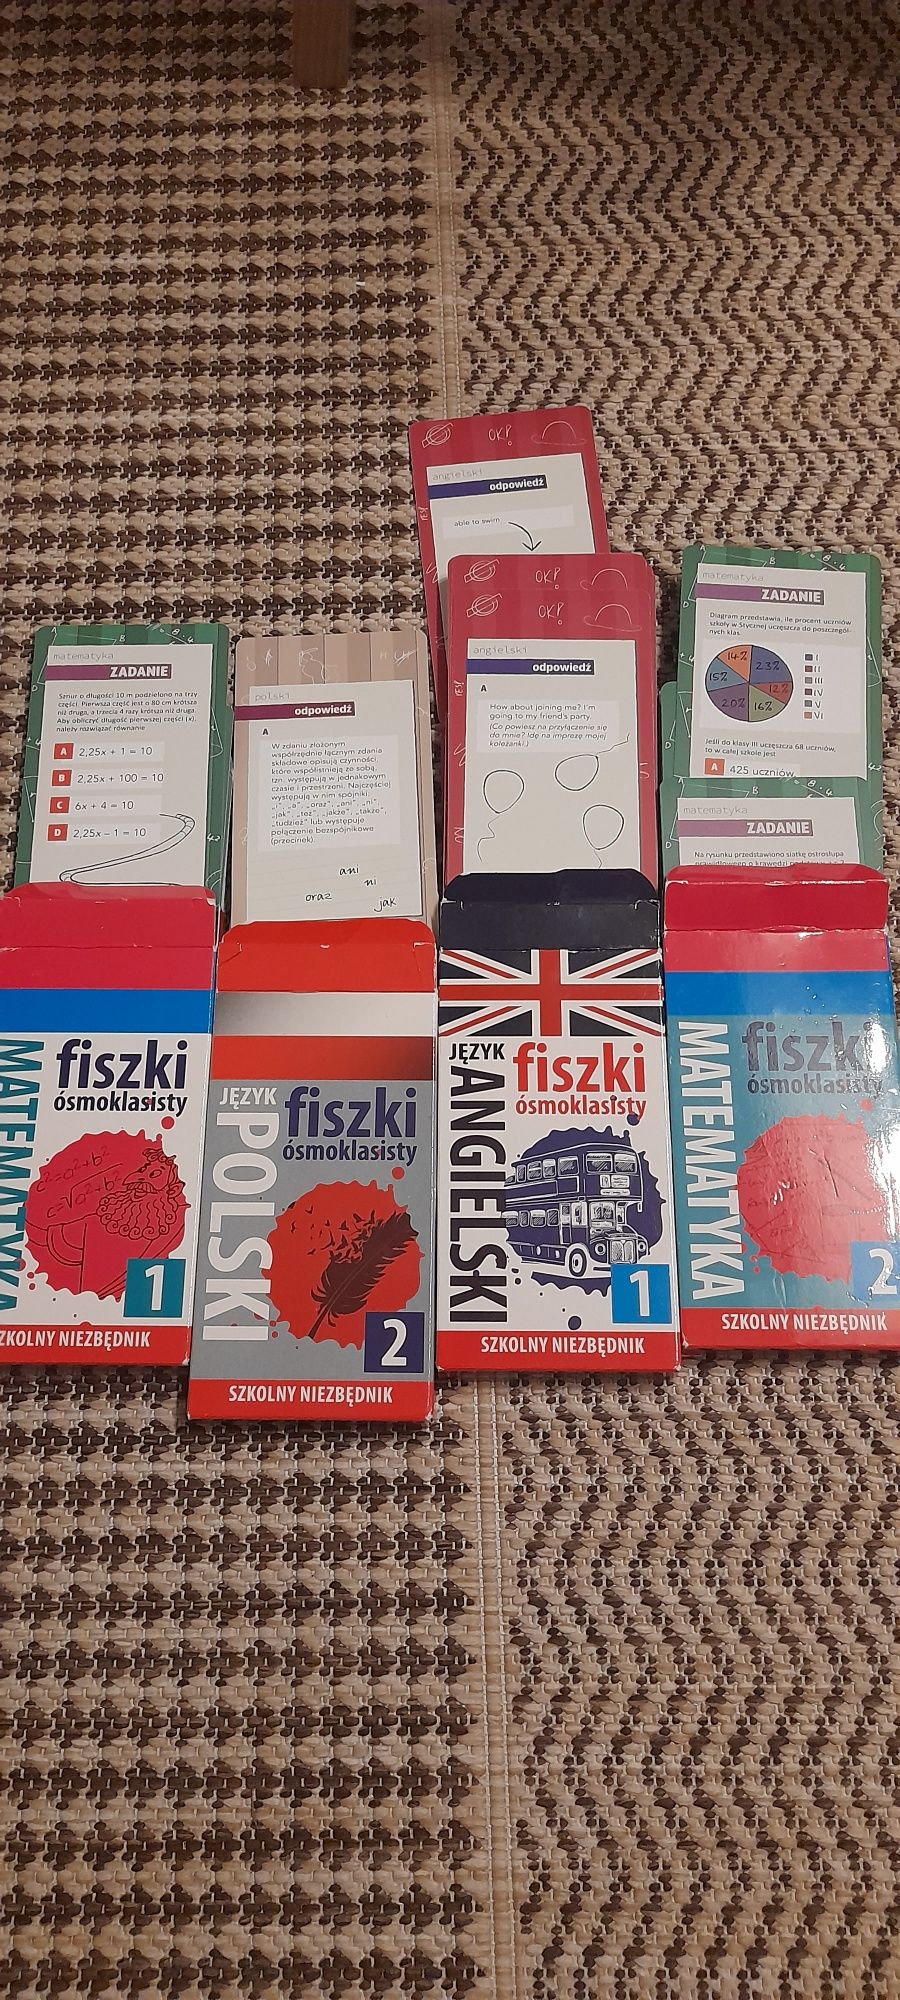 angielski
odpowiedź
able to swim
OKP
OKP
OKP
angielski
odpowiedź
A
How about joining me? I'm
going to my friend's party.
(Co powiesz na przyłączenie się
do mnie? Idę na imprezę mojej
koleżanki.)
matematyka
ZADANIE
Diagram przedstawia, ile procent uczniów
szkoły w Stycznej uczęszcza do poszczegól-
nych klas.
14%
23%
15%
12%
20%
16%
I
II
III
IV
V
VI
Jeśli do klasy III uczęszcza 68 uczniów,
to w całej szkole jest
A 425 uczniów.
matematyka
ZADANIE
Na rysunku przedstawiono siatkę ostrosłupa
matematyka
ZADANIE
Sznur o długości 10 m podzielono na trzy
części. Pierwsza część jest o 80 cm krótsza
niż druga, a trzecia 4 razy krótsza niż druga.
Aby obliczyć długość pierwszej części (x),
należy rozwiązać równanie
A 2,25x + 1 = 10
B 2,25x + 100 = 10
C 6x + 4 = 10
D 2,25x − 1 = 10
polski
odpowiedź
A
W zdaniu złożonym
współrzędnie łącznym zdania
składowe opisują czynności,
które współistnieją ze sobą,
tzn. występują w jednakowym
czasie i przestrzeni. Najczęściej
występują w nim spójniki:
„i", „a", „oraz", „ani", „ni",
„jak", „też", „jakże", „także",
„tudzież" lub występuje
połączenie bezspójnikowe
(przecinek).
ani
ni
oraz
jak
MATEMATYKA
fiszki
ósmoklasisty
c²=a²+b²
c=√a²+b²
1
SZKOLNY NIEZBĘDNIK
JĘZYK
POLSKI
fiszki
ósmoklasisty
2
SZKOLNY NIEZBĘDNIK
JĘZYK
ANGIELSKI
fiszki
ósmoklasisty
1
SZKOLNY NIEZBĘDNIK
MATEMATYKA
fiszki
ósmoklasisty
2
SZKOLNY NIEZBĘDNIK